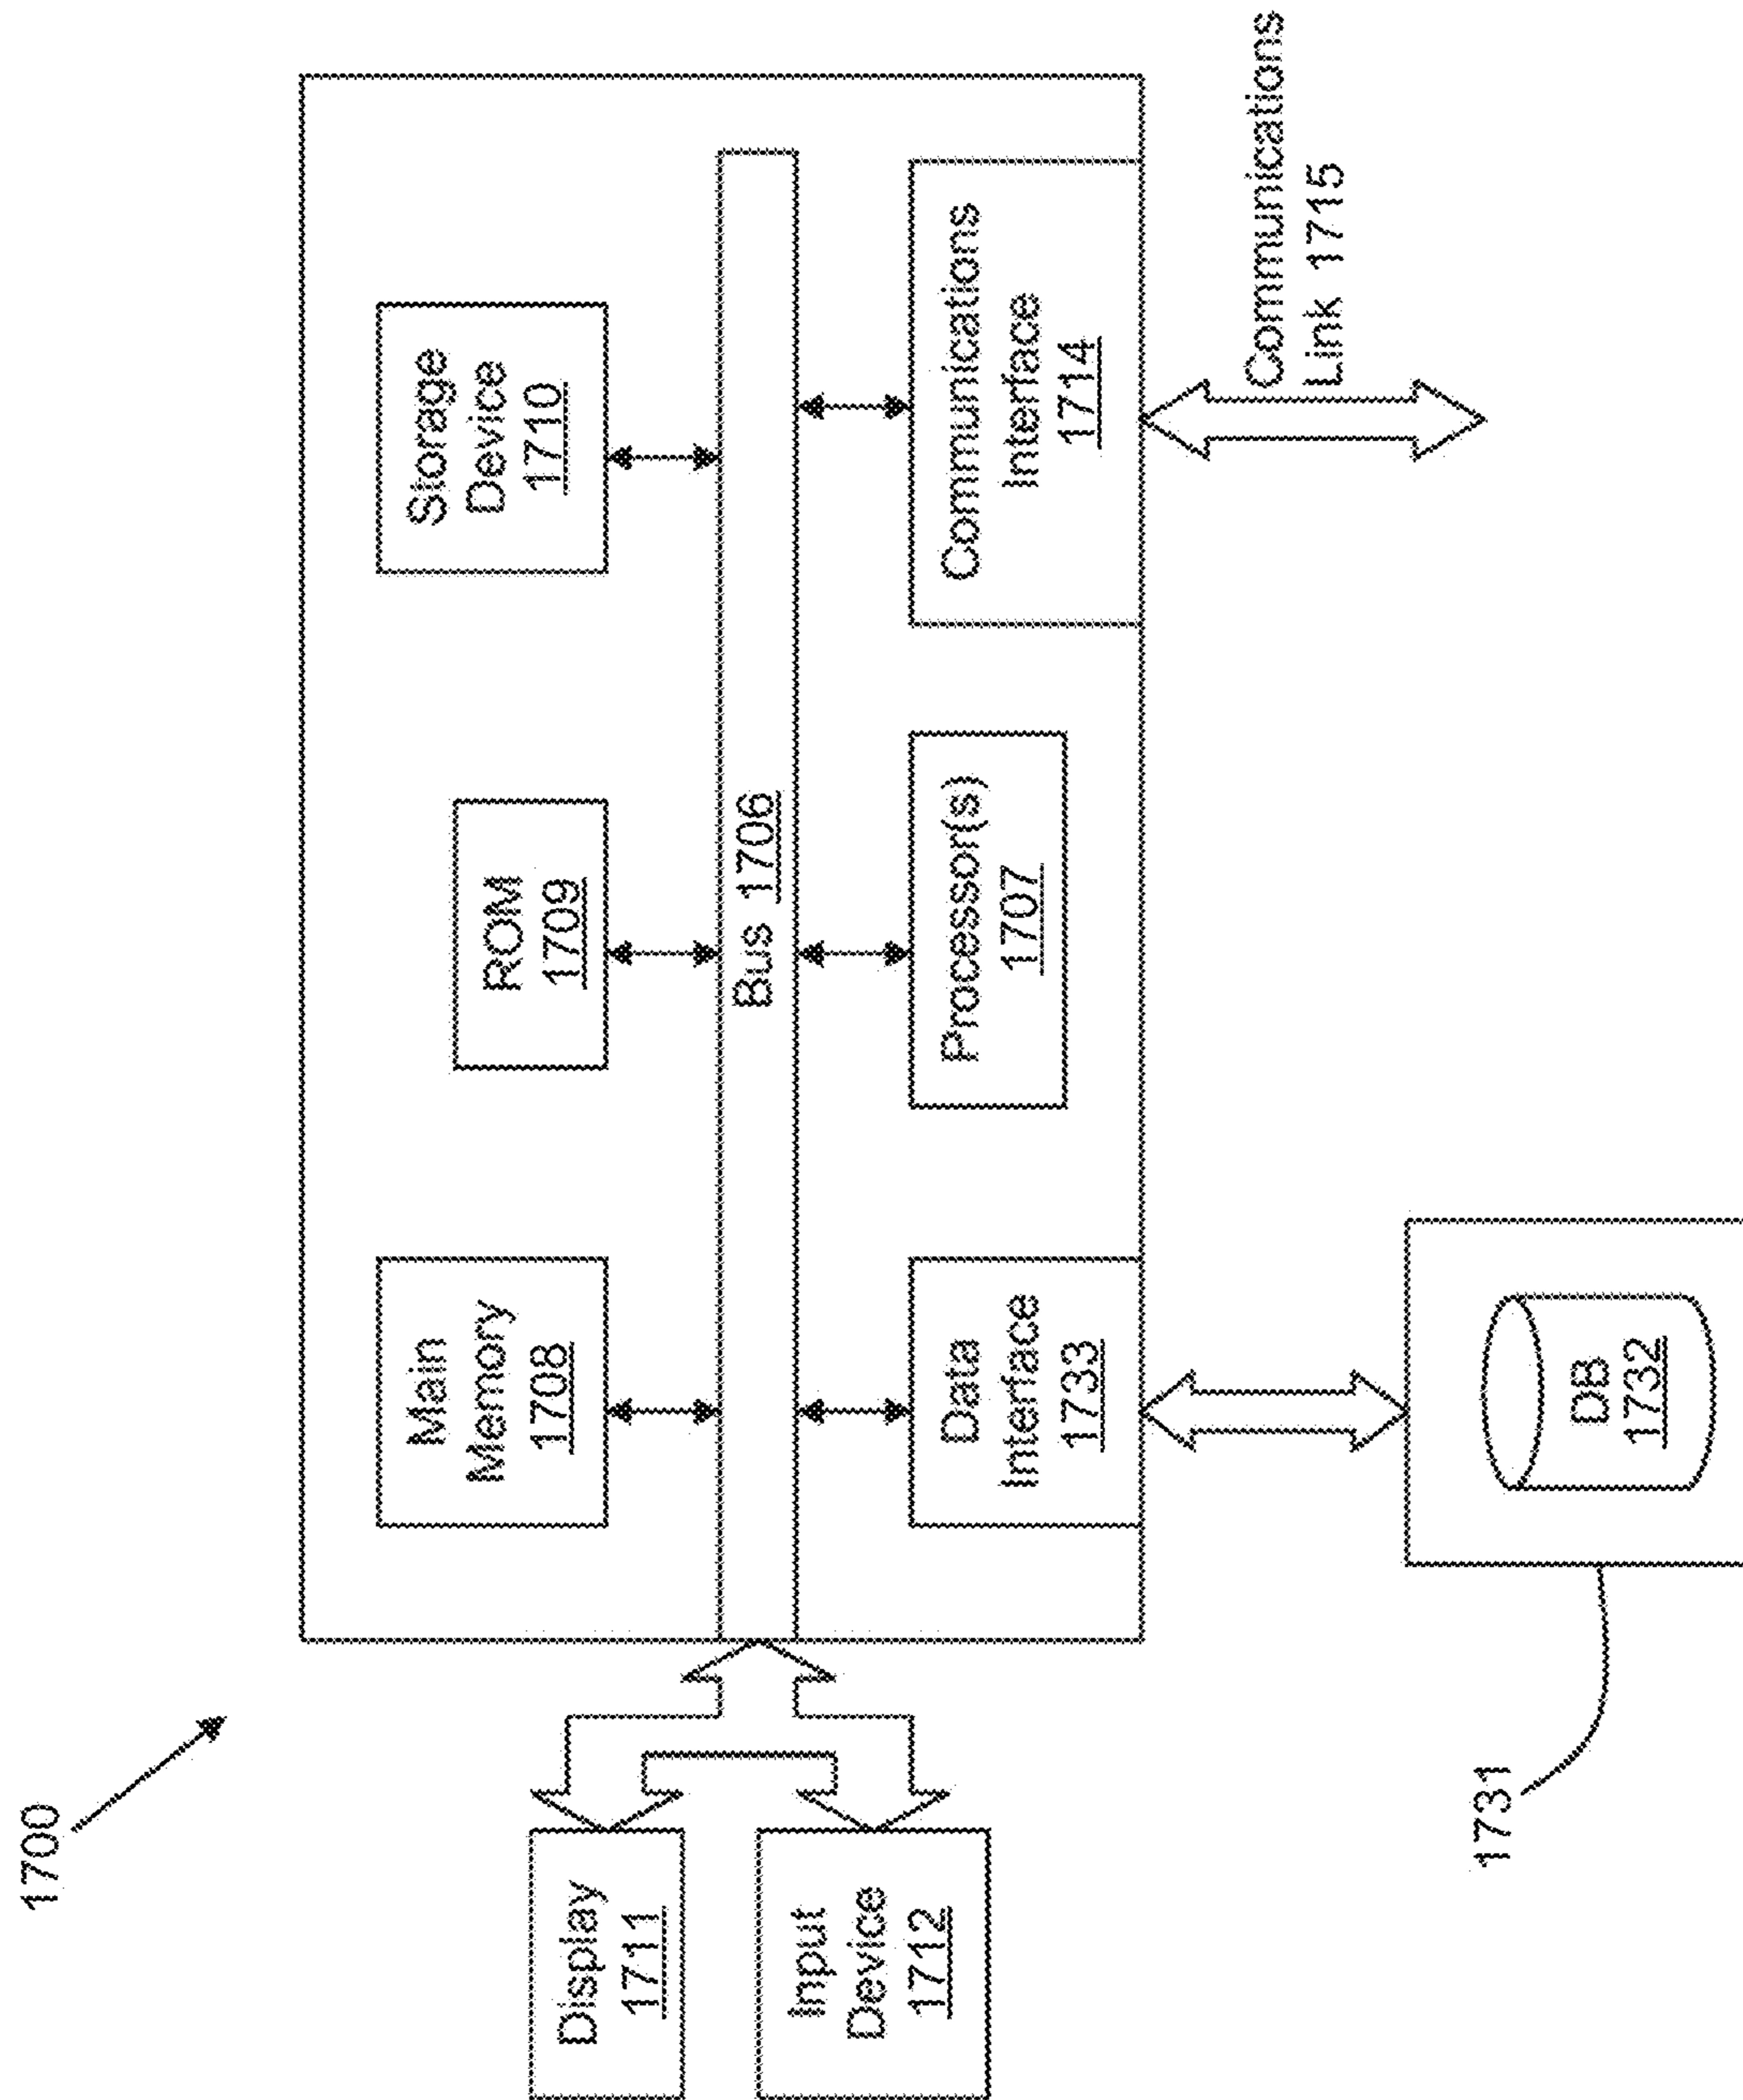 1700
Main
Memory
1708
ROM
1709
Storage
Device
1710
Display
1711
Input
Device
1712
Bus 1706
Data
Interface
1733
Processor(s)
1707
Communications
Interface
1714
Communications
Link 1715
1731
DB
1732